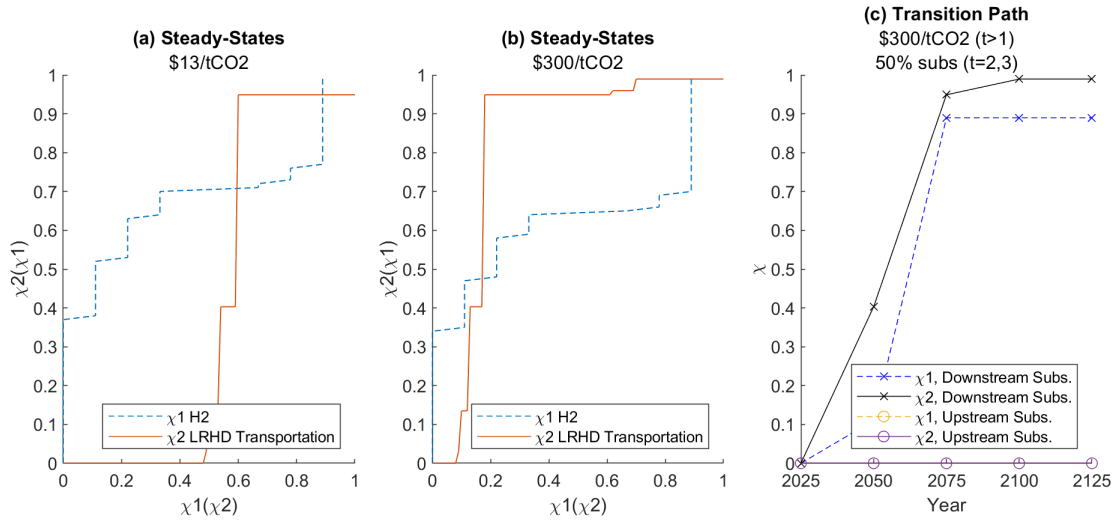 (a) Steady-States
$13/tCO2
1
0.9
0.8
0.7
0.6
0.5
0.4
0.3
0.2
0.1
0
χ2(χ1)
0 0.2 0.4 0.6 0.8 1
χ1(χ2)
χ1 H2
χ2 LRHD Transportation
(b) Steady-States
$300/tCO2
1
0.9
0.8
0.7
0.6
0.5
0.4
0.3
0.2
0.1
0
χ2(χ1)
0 0.2 0.4 0.6 0.8 1
χ1(χ2)
χ1 H2
χ2 LRHD Transportation
(c) Transition Path
$300/tCO2 (t>1)
50% subs (t=2,3)
1
0.9
0.8
0.7
0.6
0.5
0.4
0.3
0.2
0.1
0
χ
2025 2050 2075 2100 2125
Year
χ1, Downstream Subs.
χ2, Downstream Subs.
χ1, Upstream Subs.
χ2, Upstream Subs.